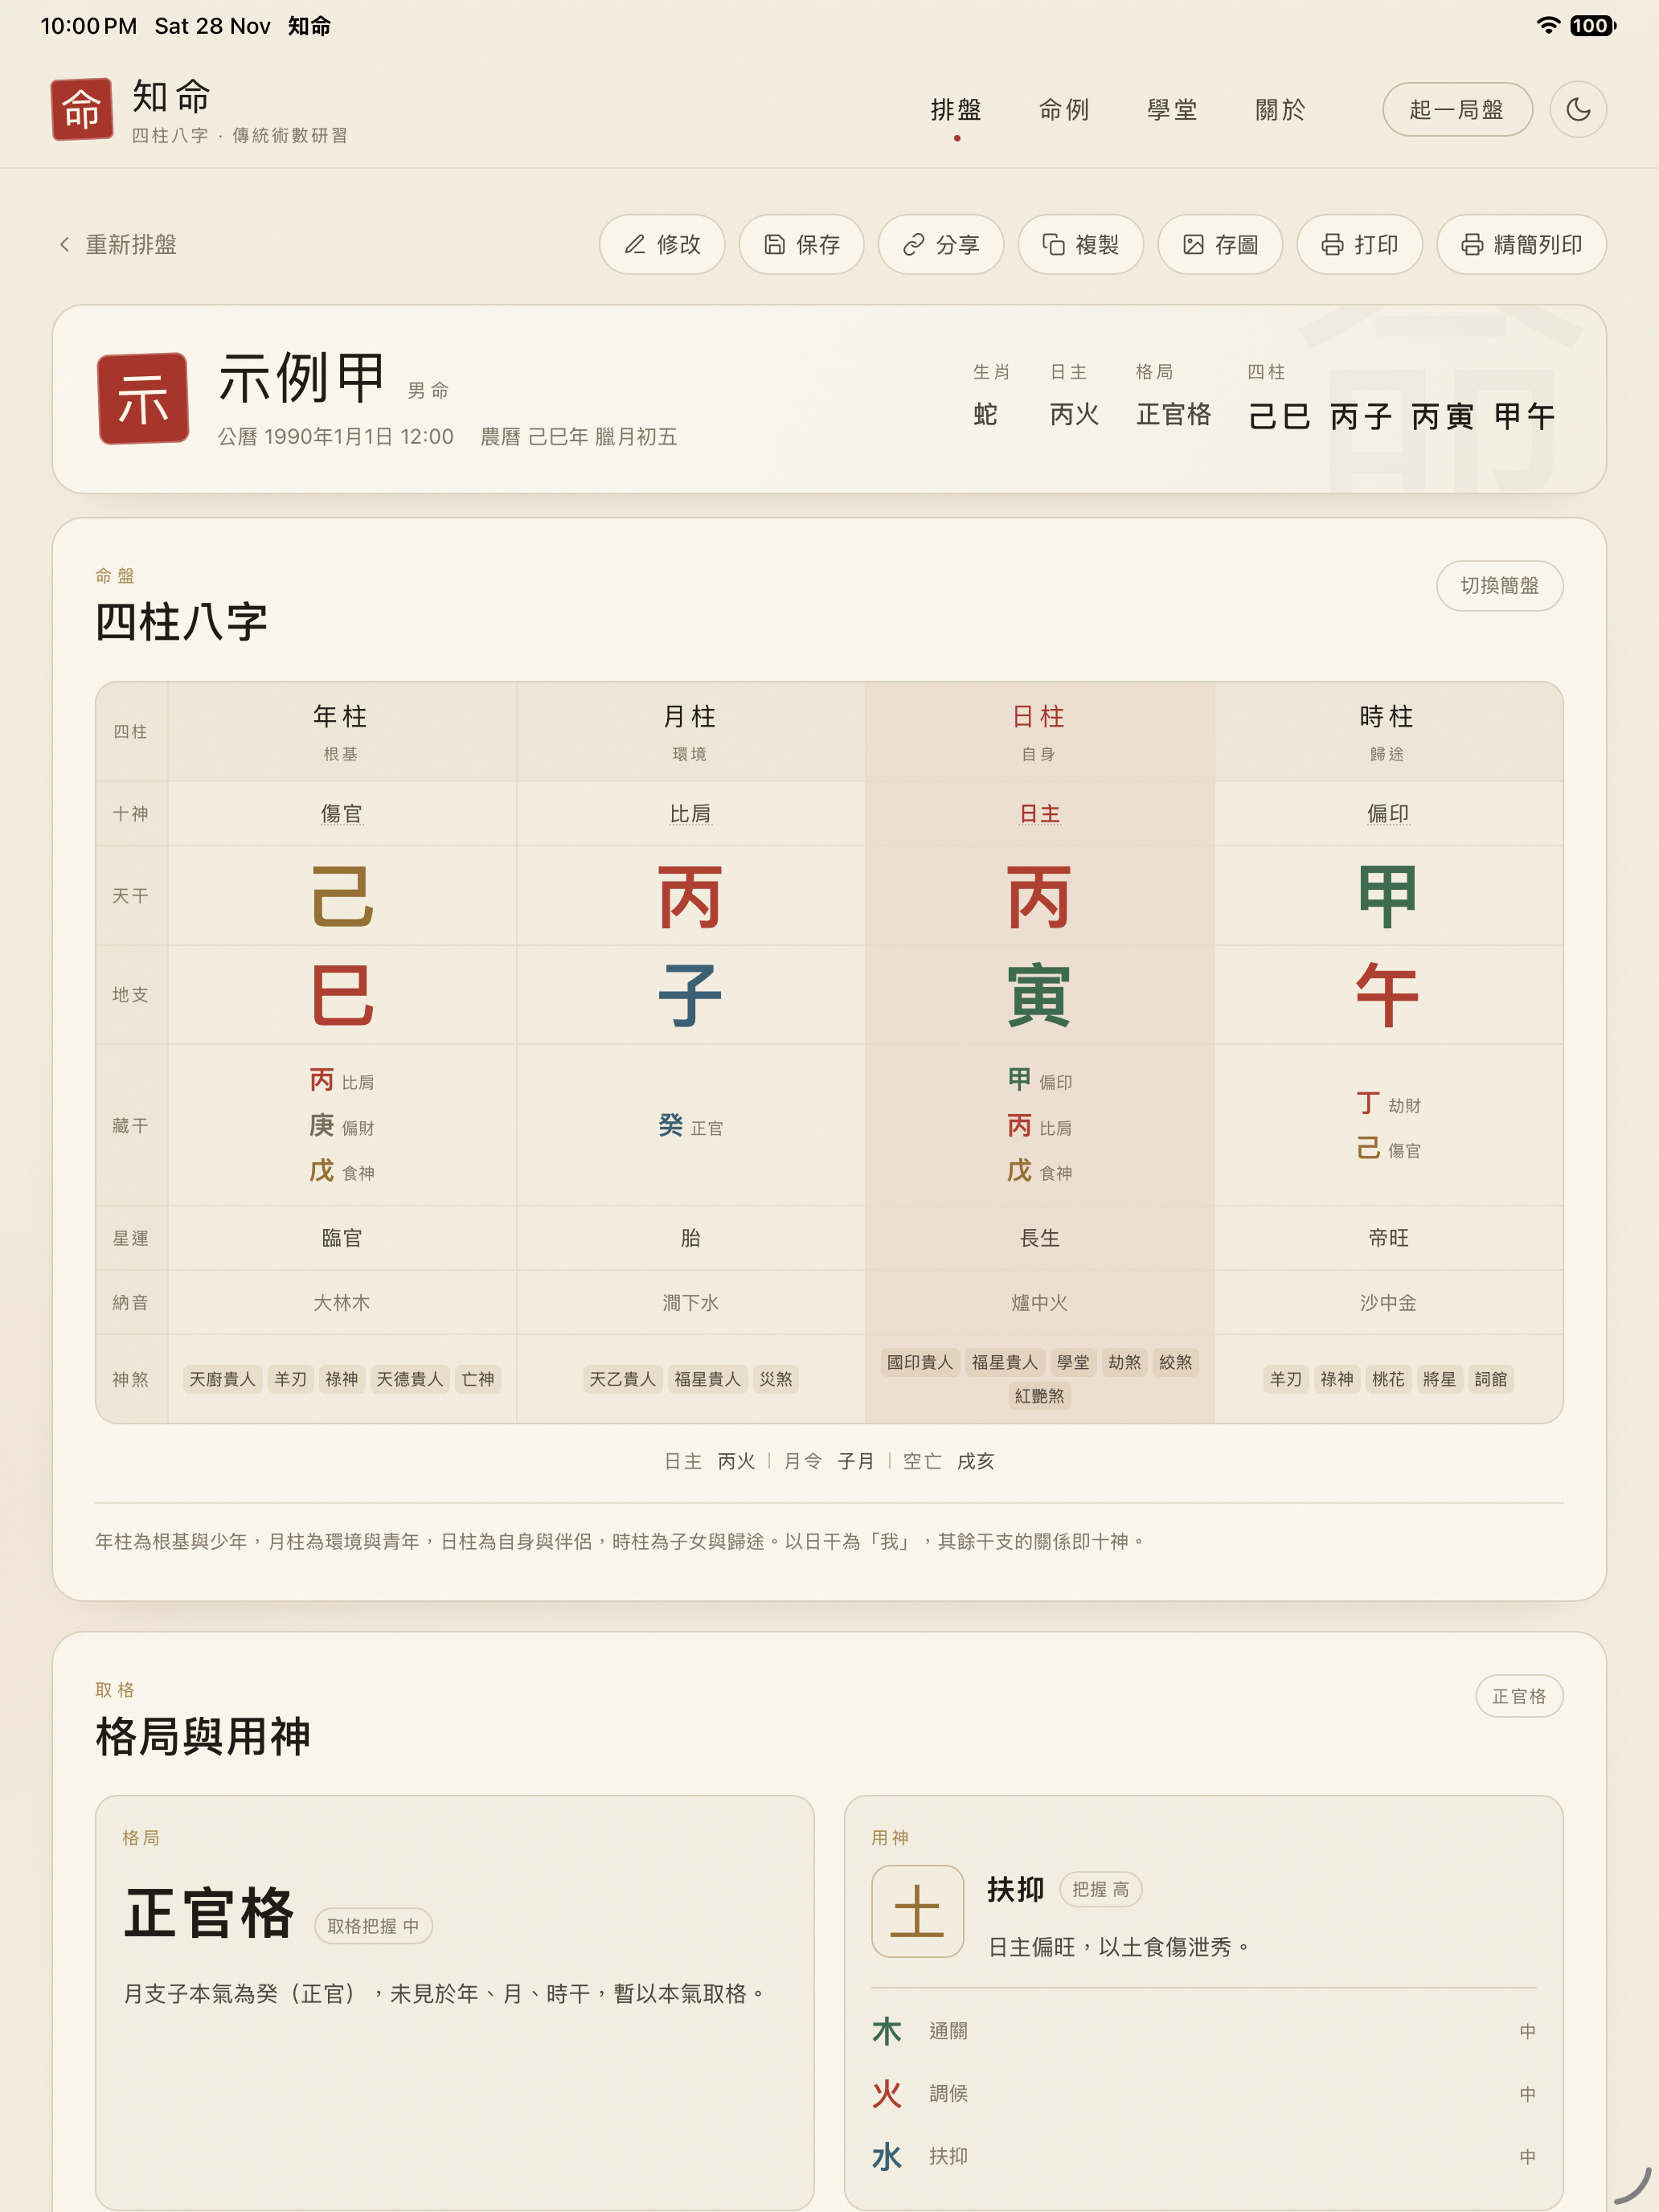 10:00 PM Sat 28 Nov 知命
100
命
知命
四柱八字 · 傳統術數研習
排盤 命例 學堂 關於 起一局盤
重新排盤 修改 保存 分享 複製 存圖 打印 精簡列印
示
示例甲 男命
公曆 1990年1月1日 12:00 農曆 己巳年 臘月初五
生肖 日主 格局 四柱
蛇 丙火 正官格 己巳 丙子 丙寅 甲午
命
命盤
四柱八字
切換簡盤
四柱 年柱 月柱 日柱 時柱
根基 環境 自身 歸途
十神 傷官 比肩 日主 偏印
天干 己 丙 丙 甲
地支 巳 子 寅 午
藏干
丙 比肩
庚 偏財
戊 食神
癸 正官
甲 偏印
丙 比肩
戊 食神
丁 劫財
己 傷官
星運 臨官 胎 長生 帝旺
納音 大林木 澗下水 爐中火 沙中金
神煞
天廚貴人 羊刃 祿神 天德貴人 亡神
天乙貴人 福星貴人 災煞
國印貴人 福星貴人 學堂 劫煞 絞煞
紅艷煞
羊刃 祿神 桃花 將星 詞館
日主 丙火 | 月令 子月 | 空亡 戌亥
年柱為根基與少年，月柱為環境與青年，日柱為自身與伴侶，時柱為子女與歸途。以日干為「我」，其餘干支的關係即十神。
取格
格局與用神
正官格
格局
正官格 取格把握 中
月支子本氣為癸（正官），未見於年、月、時干，暫以本氣取格。
用神
土
扶抑 把握 高
日主偏旺，以土食傷泄秀。
木 通關 中
火 調候 中
水 扶抑 中